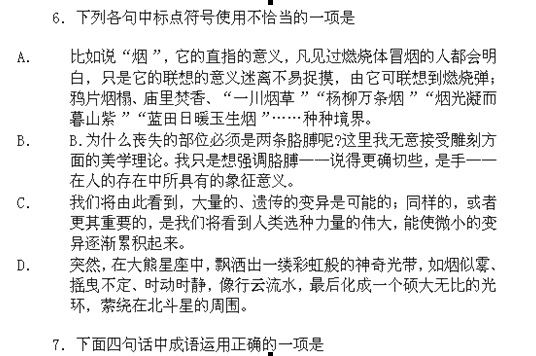 6．下列各句中标点符号使用不恰当的一项是
A. 比如说“烟”，它的直指的意义，凡见过燃烧体冒烟的人都会明
白，只是它的联想的意义迷离不易捉摸，由它可联想到燃烧弹；
鸦片烟榻、庙里焚香、“一川烟草”“杨柳万条烟”“烟光凝而
暮山紫”“蓝田日暖玉生烟”……种种境界。
B. B.为什么丧失的部位必须是两条胳膊呢?这里我无意接受雕刻方
面的美学理论。我只是想强调胳膊——说得更确切些，是手——
在人的存在中所具有的象征意义。
C. 我们将由此看到，大量的、遗传的变异是可能的；同样的，或者
更其重要的，是我们将看到人类选种力量的伟大，能使微小的变
异逐渐累积起来。
D. 突然，在大熊星座中，飘洒出一缕彩虹般的神奇光带，如烟似雾、
摇曳不定、时动时静，像行云流水，最后化成一个硕大无比的光
环，萦绕在北斗星的周围。
7．下面四句话中成语运用正确的一项是